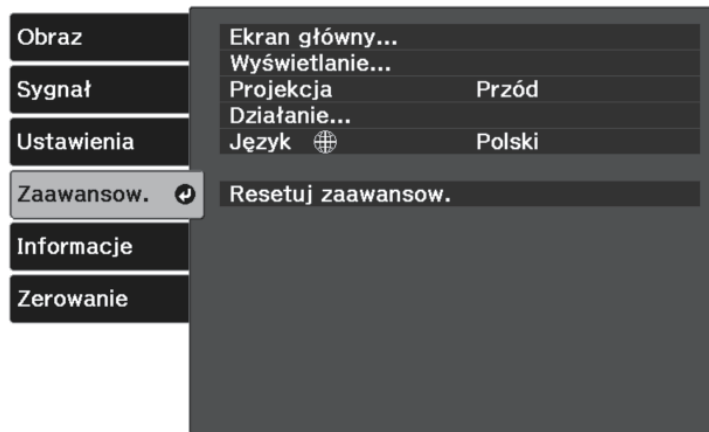 Obraz
Sygnał
Ustawienia
Zaawansow.
Informacje
Zerowanie
Ekran główny...
Wyświetlanie...
Projekcja Przód
Działanie...
Język Polski
Resetuj zaawansow.